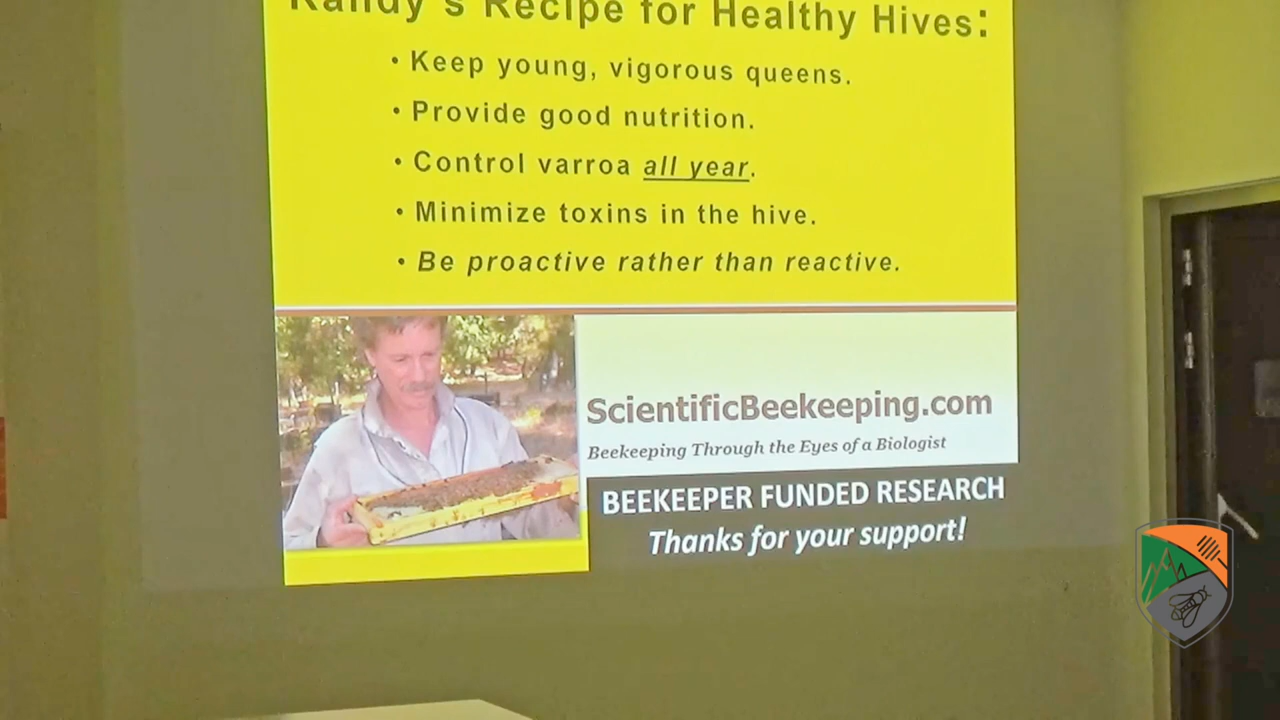 Randy's Recipe for Healthy Hives:
• Keep young, vigorous queens.
• Provide good nutrition.
• Control varroa all year.
• Minimize toxins in the hive.
• Be proactive rather than reactive.
ScientificBeekeeping.com
Beekeeping Through the Eyes of a Biologist
BEEKEEPER FUNDED RESEARCH
Thanks for your support!